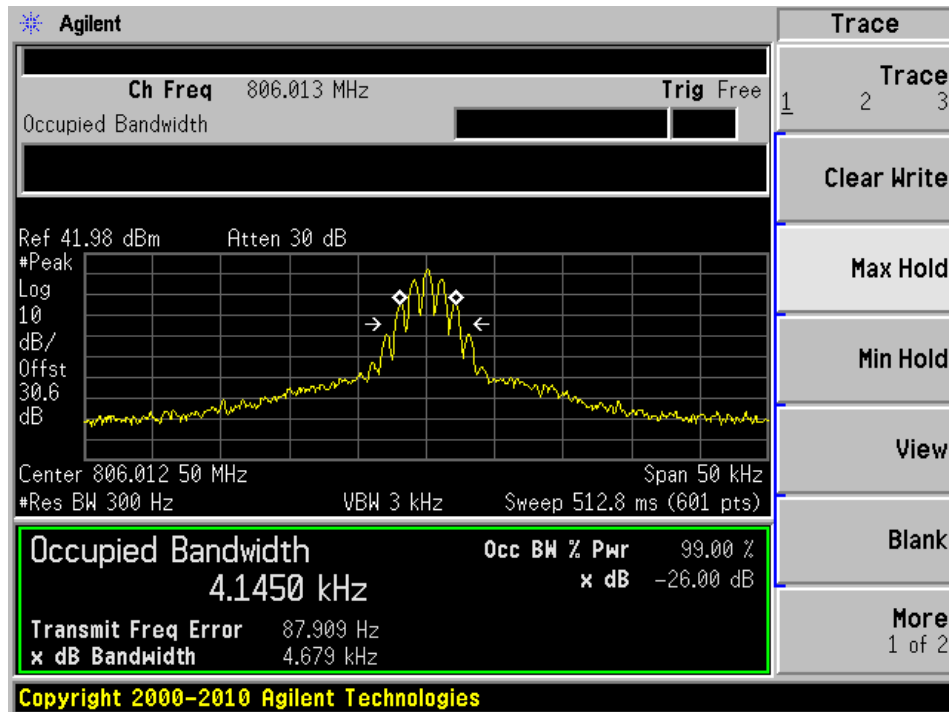 Agilent
Trace
Ch Freq 806.013 MHz Trig Free
Occupied Bandwidth
Trace
1 2 3
Clear Write
Max Hold
Min Hold
View
Blank
More
1 of 2
Ref 41.98 dBm Atten 30 dB
#Peak
Log
10
dB/
Offst
30.6
dB
Center 806.012 50 MHz Span 50 kHz
#Res BW 300 Hz VBW 3 kHz Sweep 512.8 ms (601 pts)
Occupied Bandwidth Occ BW % Pwr 99.00 %
4.1450 kHz x dB -26.00 dB
Transmit Freq Error 87.909 Hz
x dB Bandwidth 4.679 kHz
Copyright 2000-2010 Agilent Technologies